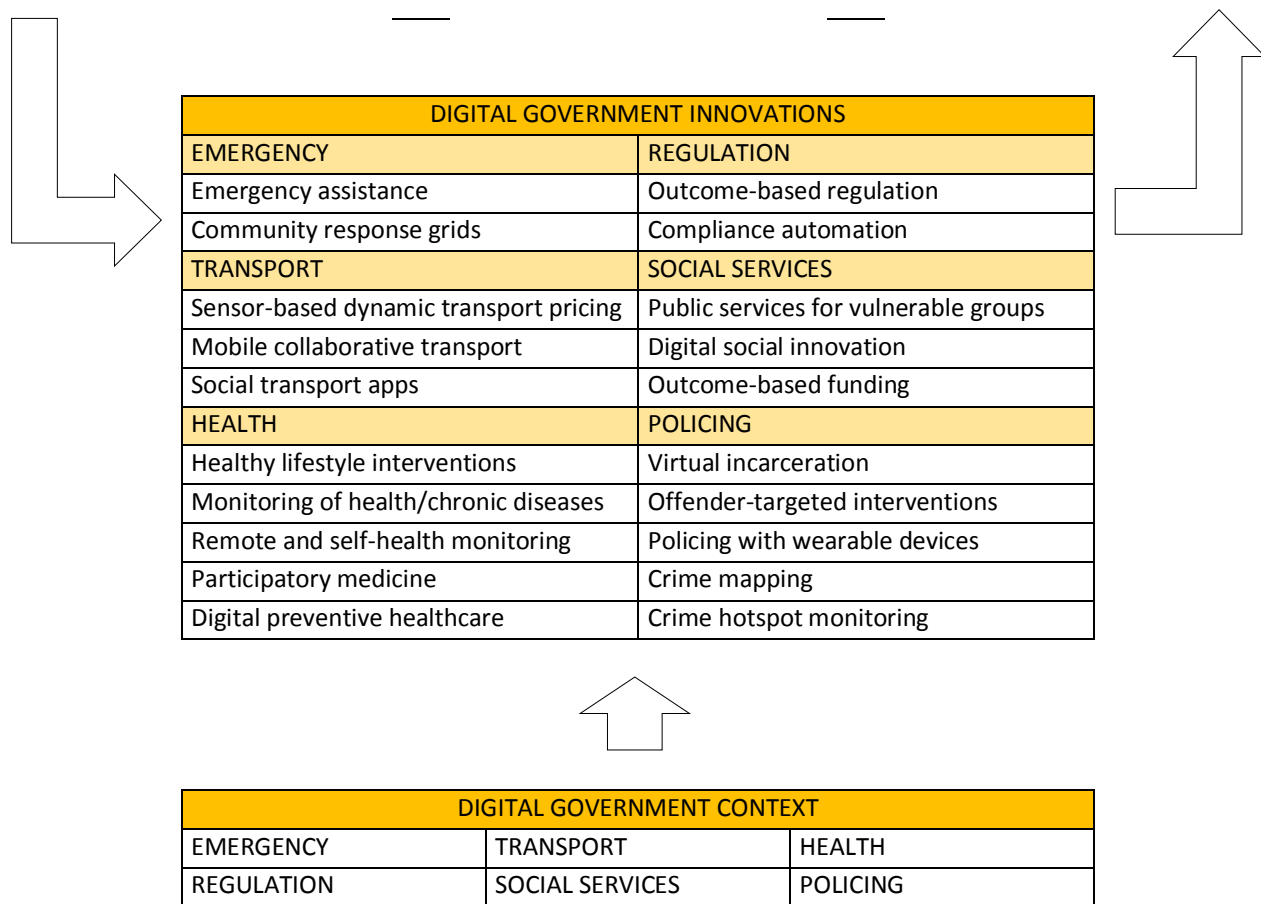 DIGITAL GOVERNMENT INNOVATIONS
EMERGENCY REGULATION
Emergency assistance Outcome-based regulation
Community response grids Compliance automation
TRANSPORT SOCIAL SERVICES
Sensor-based dynamic transport pricing Public services for vulnerable groups
Mobile collaborative transport Digital social innovation
Social transport apps Outcome-based funding
HEALTH POLICING
Healthy lifestyle interventions Virtual incarceration
Monitoring of health/chronic diseases Offender-targeted interventions
Remote and self-health monitoring Policing with wearable devices
Participatory medicine Crime mapping
Digital preventive healthcare Crime hotspot monitoring
DIGITAL GOVERNMENT CONTEXT
EMERGENCY TRANSPORT HEALTH
REGULATION SOCIAL SERVICES POLICING